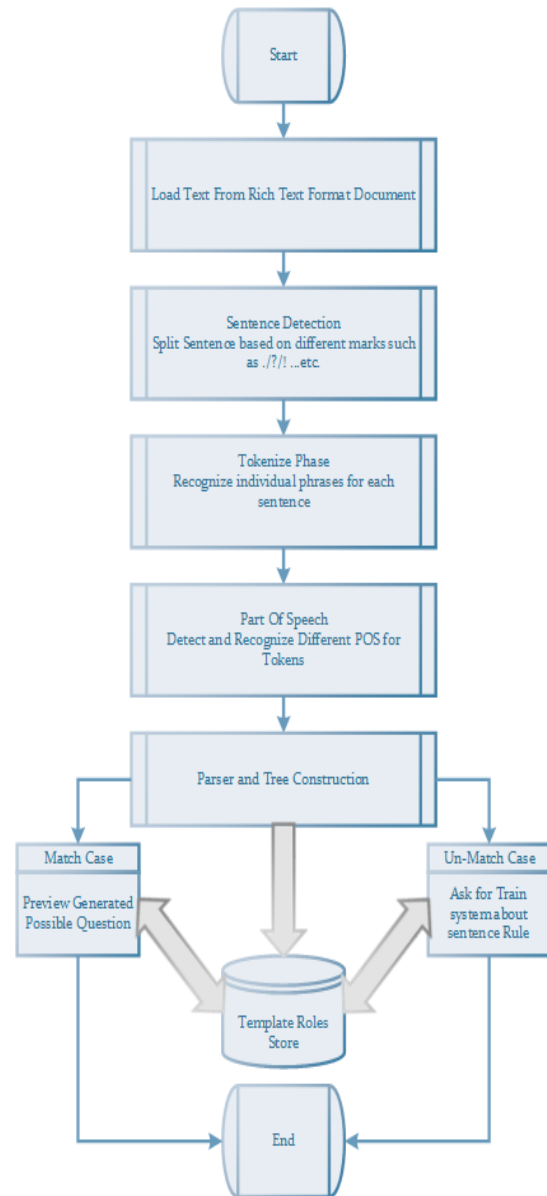 Start
Load Text From Rich Text Format Document
Sentence Detection
Split Sentence based on different marks such
as ./?/! ...etc.
Tokenize Phase
Recognize individual phrases for each
sentence
Part Of Speech
Detect and Recognize Different POS for
Tokens
Parser and Tree Construction
Match Case
Preview Generated
Possible Question
Un-Match Case
Ask for Train
system about
sentence Rule
Template Roles
Store
End